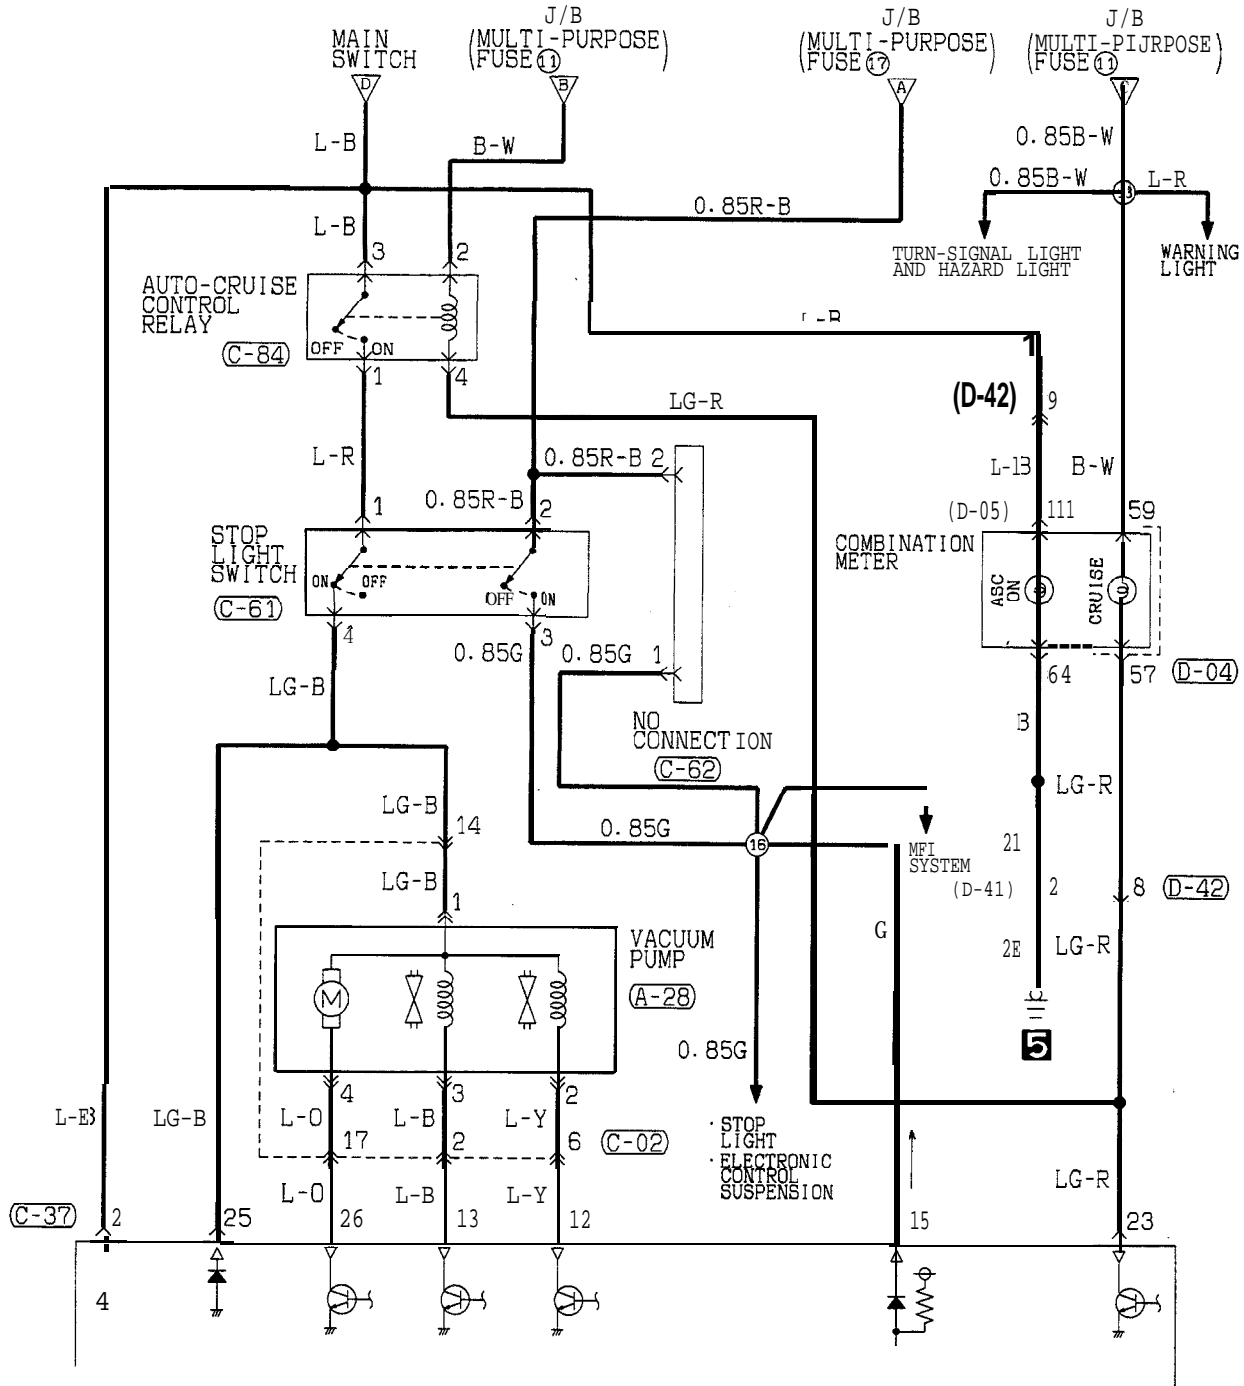 J/B
J/B
J/B
MAIN
SWITCH
(MULTI-PURPOSE)
(FUSE 11)
(MULTI-PURPOSE)
(FUSE 17)
(MULTI-PIJRPOSE)
(FUSE 11)
D
B
A
L-B
B-W
0.85B-W
0.85B-W
L-R
0.85R-B
L-B
3
2
TURN-SIGNAL LIGHT
AND HAZARD LIGHT
WARNING
LIGHT
AUTO-CRUISE
CONTROL
RELAY
OFF
ON
(C-84)
1
4
1
LG-R
(D-42)
9
L-R
0.85R-B 2
L-13
B-W
0.85R-B
1
2
(D-05)
111
59
STOP
LIGHT
SWITCH
ON
OFF
OFF
ON
(C-61)
COMBINATION
METER
ASC
ON
CRUISE
4
3
0.85G
0.85G
1
64
57
(D-04)
LG-B
NO
CONNECTION
(C-62)
B
LG-R
LG-B
14
0.85G
16
MFI
SYSTEM
21
LG-B
1
(D-41)
2
8
(D-42)
G
VACUUM
PUMP
(A-28)
2E
LG-R
M
5
0.85G
4
3
2
L-E3
LG-B
L-O
L-B
L-Y
17
2
6
(C-02)
· STOP
LIGHT
· ELECTRONIC
CONTROL
SUSPENSION
L-O
L-B
L-Y
LG-R
(C-37)
2
25
26
13
12
15
23
4